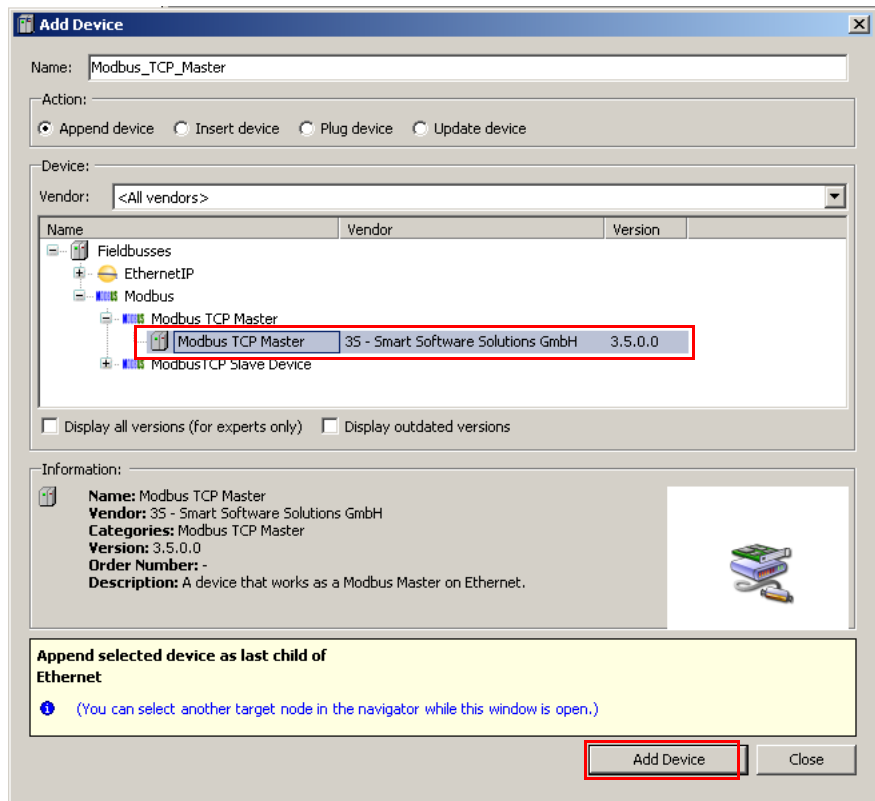 Add Device
Name: Modbus_TCP_Master
Action:
Append device Insert device Plug device Update device
Device:
Vendor: <All vendors>
Name Vendor Version
Fieldbusses
EthernetIP
MODBUS Modbus
MODBUS Modbus TCP Master
Modbus TCP Master 3S - Smart Software Solutions GmbH 3.5.0.0
MODBUS ModbusTCP Slave Device
Display all versions (for experts only) Display outdated versions
Information:
Name: Modbus TCP Master
Vendor: 3S - Smart Software Solutions GmbH
Categories: Modbus TCP Master
Version: 3.5.0.0
Order Number: -
Description: A device that works as a Modbus Master on Ethernet.
Append selected device as last child of
Ethernet
(You can select another target node in the navigator while this window is open.)
Add Device Close